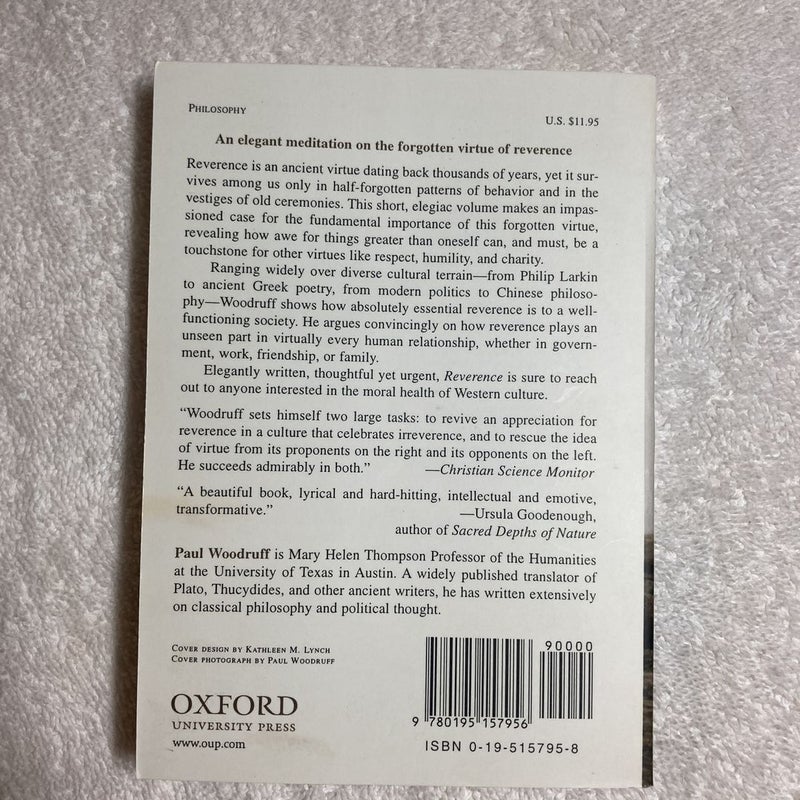 PHILOSOPHY
U.S. $11.95
An elegant meditation on the forgotten virtue of reverence
Reverence is an ancient virtue dating back thousands of years, yet it sur-
vives among us only in half-forgotten patterns of behavior and in the
vestiges of old ceremonies. This short, elegiac volume makes an impas-
sioned case for the fundamental importance of this forgotten virtue,
revealing how awe for things greater than oneself can, and must, be a
touchstone for other virtues like respect, humility, and charity.
Ranging widely over diverse cultural terrain—from Philip Larkin
to ancient Greek poetry, from modern politics to Chinese philoso-
phy—Woodruff shows how absolutely essential reverence is to a well-
functioning society. He argues convincingly on how reverence plays an
unseen part in virtually every human relationship, whether in govern-
ment, work, friendship, or family.
Elegantly written, thoughtful yet urgent, Reverence is sure to reach
out to anyone interested in the moral health of Western culture.
“Woodruff sets himself two large tasks: to revive an appreciation for
reverence in a culture that celebrates irreverence, and to rescue the idea
of virtue from its proponents on the right and its opponents on the left.
He succeeds admirably in both.” —Christian Science Monitor
“A beautiful book, lyrical and hard-hitting, intellectual and emotive,
transformative.” —Ursula Goodenough,
author of Sacred Depths of Nature
Paul Woodruff is Mary Helen Thompson Professor of the Humanities
at the University of Texas in Austin. A widely published translator of
Plato, Thucydides, and other ancient writers, he has written extensively
on classical philosophy and political thought.
COVER DESIGN BY KATHLEEN M. LYNCH
COVER PHOTOGRAPH BY PAUL WOODRUFF
OXFORD
UNIVERSITY PRESS
www.oup.com
90000
9 780195 157956
ISBN 0-19-515795-8